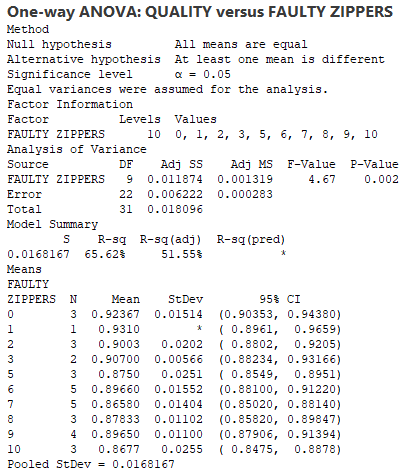 One-way ANOVA: QUALITY versus FAULTY ZIPPERS
Method
Null hypothesis All means are equal
Alternative hypothesis At least one mean is different
Significance level α = 0.05
Equal variances were assumed for the analysis.
Factor Information
Factor Levels Values
FAULTY ZIPPERS 10 0, 1, 2, 3, 5, 6, 7, 8, 9, 10
Analysis of Variance
Source DF Adj SS Adj MS F-Value P-Value
FAULTY ZIPPERS 9 0.011874 0.001319 4.67 0.002
Error 22 0.006222 0.000283
Total 31 0.018096
Model Summary
S R-sq R-sq(adj) R-sq(pred)
0.0168167 65.62% 51.55% *
Means
FAULTY
ZIPPERS N Mean StDev 95% CI
0 3 0.92367 0.01514 (0.90353, 0.94380)
1 1 0.9310 * ( 0.8961, 0.9659)
2 3 0.9003 0.0202 ( 0.8802, 0.9205)
3 2 0.90700 0.00566 (0.88234, 0.93166)
5 3 0.8750 0.0251 ( 0.8549, 0.8951)
6 5 0.89660 0.01552 (0.88100, 0.91220)
7 5 0.86580 0.01404 (0.85020, 0.88140)
8 3 0.87833 0.01102 (0.85820, 0.89847)
9 4 0.89650 0.01100 (0.87906, 0.91394)
10 3 0.8677 0.0255 ( 0.8475, 0.8878)
Pooled StDev = 0.0168167